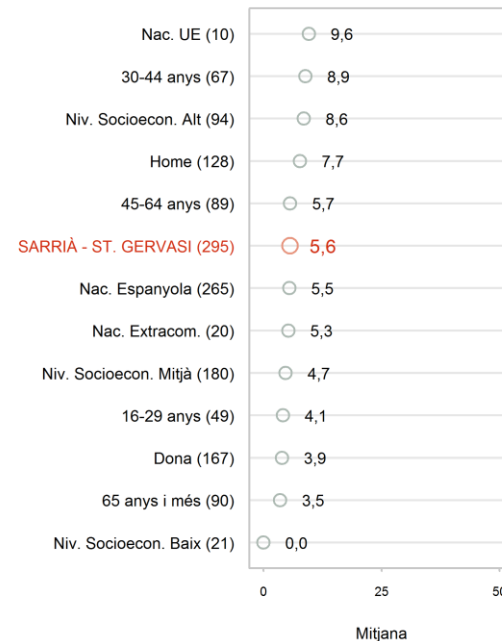 Nac. UE (10) 9,6
30-44 anys (67) 8,9
Niv. Socioecon. Alt (94) 8,6
Home (128) 7,7
45-64 anys (89) 5,7
SARRIÀ - ST. GERVASI (295) 5,6
Nac. Espanyola (265) 5,5
Nac. Extracom. (20) 5,3
Niv. Socioecon. Mitjà (180) 4,7
16-29 anys (49) 4,1
Dona (167) 3,9
65 anys i més (90) 3,5
Niv. Socioecon. Baix (21) 0,0
0 25 50
Mitjana